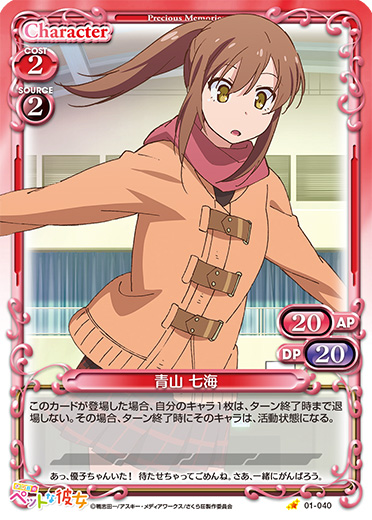 Precious Memories
Character
COST
2
SOURCE
2
20 AP
DP 20
青山 七海
このカードが登場した場合、自分のキャラ1枚は、ターン終了時まで退
場しない。その場合、ターン終了時にそのキャラは、活動状態になる。
あっ、優子ちゃんいた! 待たせちゃってごめんね。さあ、一緒にがんばろう。
ペットな彼女
©鴨志田一/アスキー・メディアワークス/さくら荘製作委員会
01-040